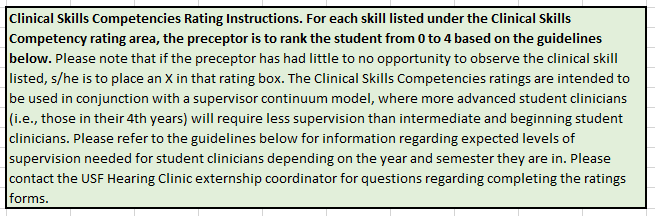 Clinical Skills Competencies Rating Instructions. For each skill listed under the Clinical Skills
Competency rating area, the preceptor is to rank the student from 0 to 4 based on the guidelines
below. Please note that if the preceptor has had little to no opportunity to observe the clinical skill
listed, s/he is to place an X in that rating box. The Clinical Skills Competencies ratings are intended to
be used in conjunction with a supervisor continuum model, where more advanced student clinicians
(i.e., those in their 4th years) will require less supervision than intermediate and beginning student
clinicians. Please refer to the guidelines below for information regarding expected levels of
supervision needed for student clinicians depending on the year and semester they are in. Please
contact the USF Hearing Clinic externship coordinator for questions regarding completing the ratings
forms.